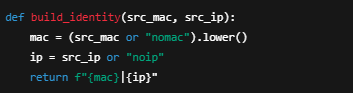 def build_identity(src_mac, src_ip):
    mac = (src_mac or "nomac").lower()
    ip = src_ip or "noip"
    return f"{mac}|{ip}"